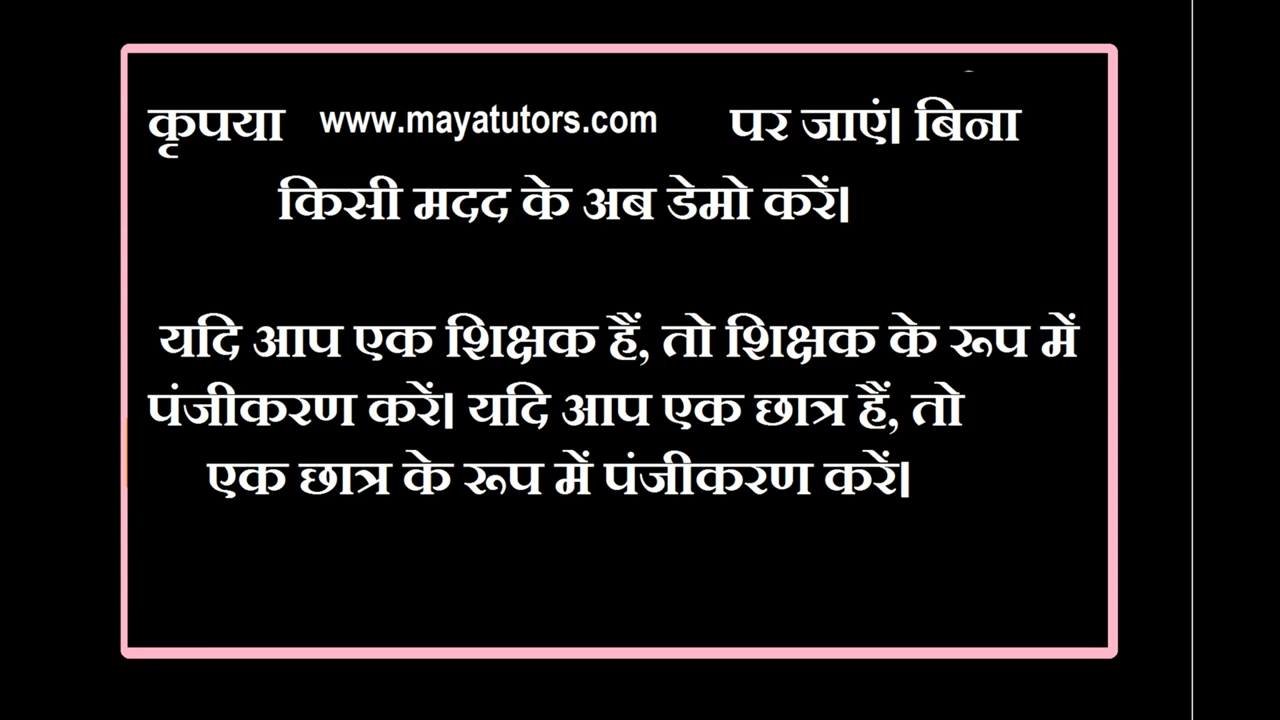 कृपया www.mayatutors.com पर जाएं। बिना
किसी मदद के अब डेमो करें।
यदि आप एक शिक्षक हैं, तो शिक्षक के रूप में
पंजीकरण करें। यदि आप एक छात्र हैं, तो
एक छात्र के रूप में पंजीकरण करें।